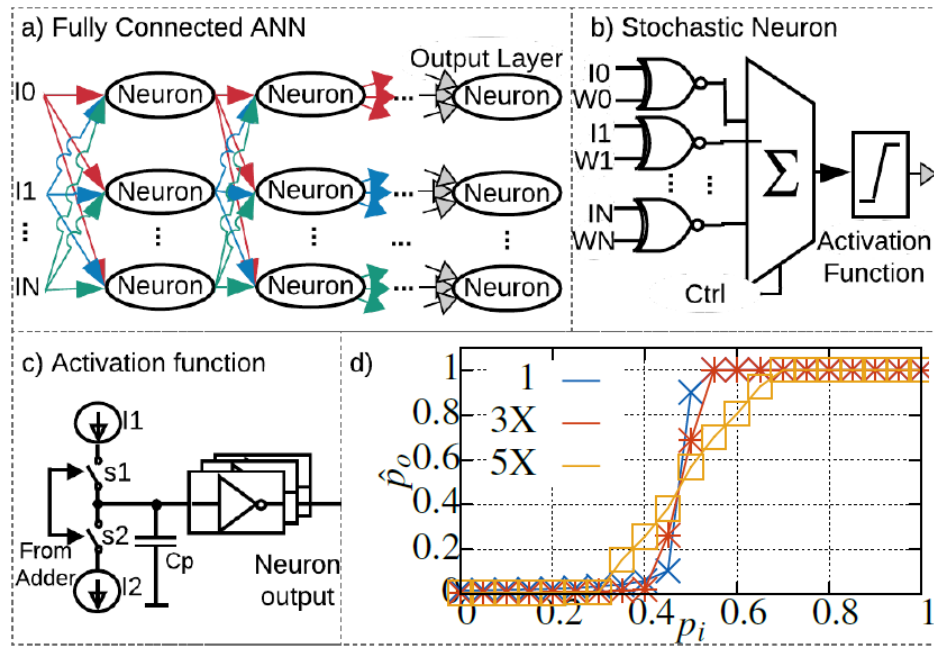 a) Fully Connected ANN
Output Layer
I0 Neuron Neuron ... Neuron
I1 Neuron Neuron ... Neuron
... ... ... ... ...
IN Neuron Neuron ... Neuron
b) Stochastic Neuron
I0
W0
I1
W1
... ...
IN
WN
Σ
Activation
Function
Ctrl
c) Activation function
I1
s1
s2
From
Adder
I2
Cp
Neuron
output
d)
1
3X
5X
1
0.8
0.6
0.4
0.2
0
p̂o
0 0.2 0.4 0.6 0.8 1
pi